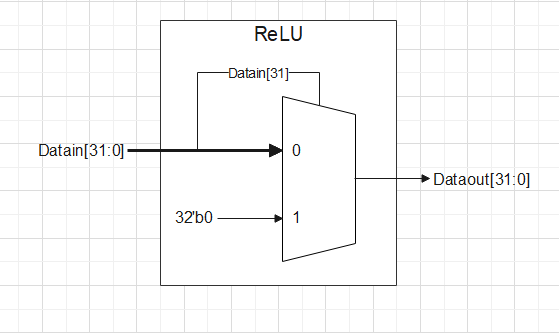 ReLU
Datain[31]
Datain[31:0]
0
Dataout[31:0]
32'b0
1